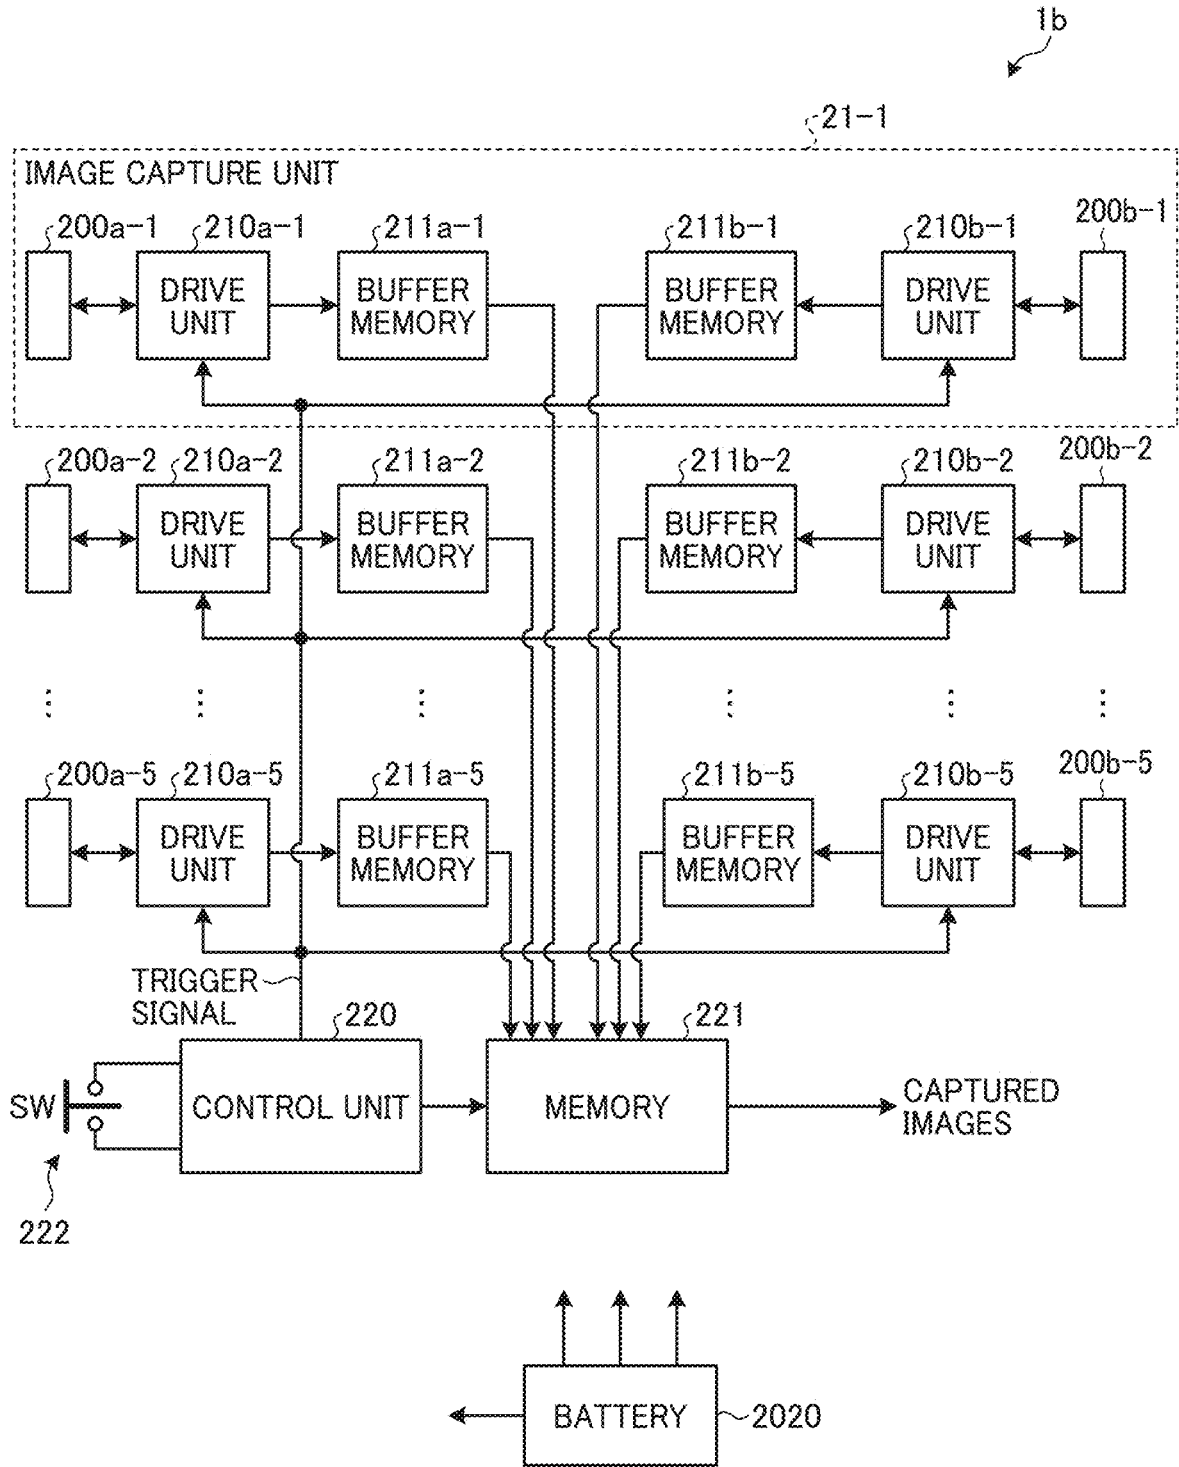 1b
21-1
IMAGE CAPTURE UNIT
200a-1 210a-1 211a-1 211b-1 210b-1 200b-1
DRIVE UNIT
BUFFER MEMORY
BUFFER MEMORY
DRIVE UNIT
200a-2 210a-2 211a-2 211b-2 210b-2 200b-2
DRIVE UNIT
BUFFER MEMORY
BUFFER MEMORY
DRIVE UNIT
200a-5 210a-5 211a-5 211b-5 210b-5 200b-5
DRIVE UNIT
BUFFER MEMORY
BUFFER MEMORY
DRIVE UNIT
TRIGGER
SIGNAL
220
221
SW
CONTROL UNIT
MEMORY
CAPTURED
IMAGES
222
BATTERY
2020